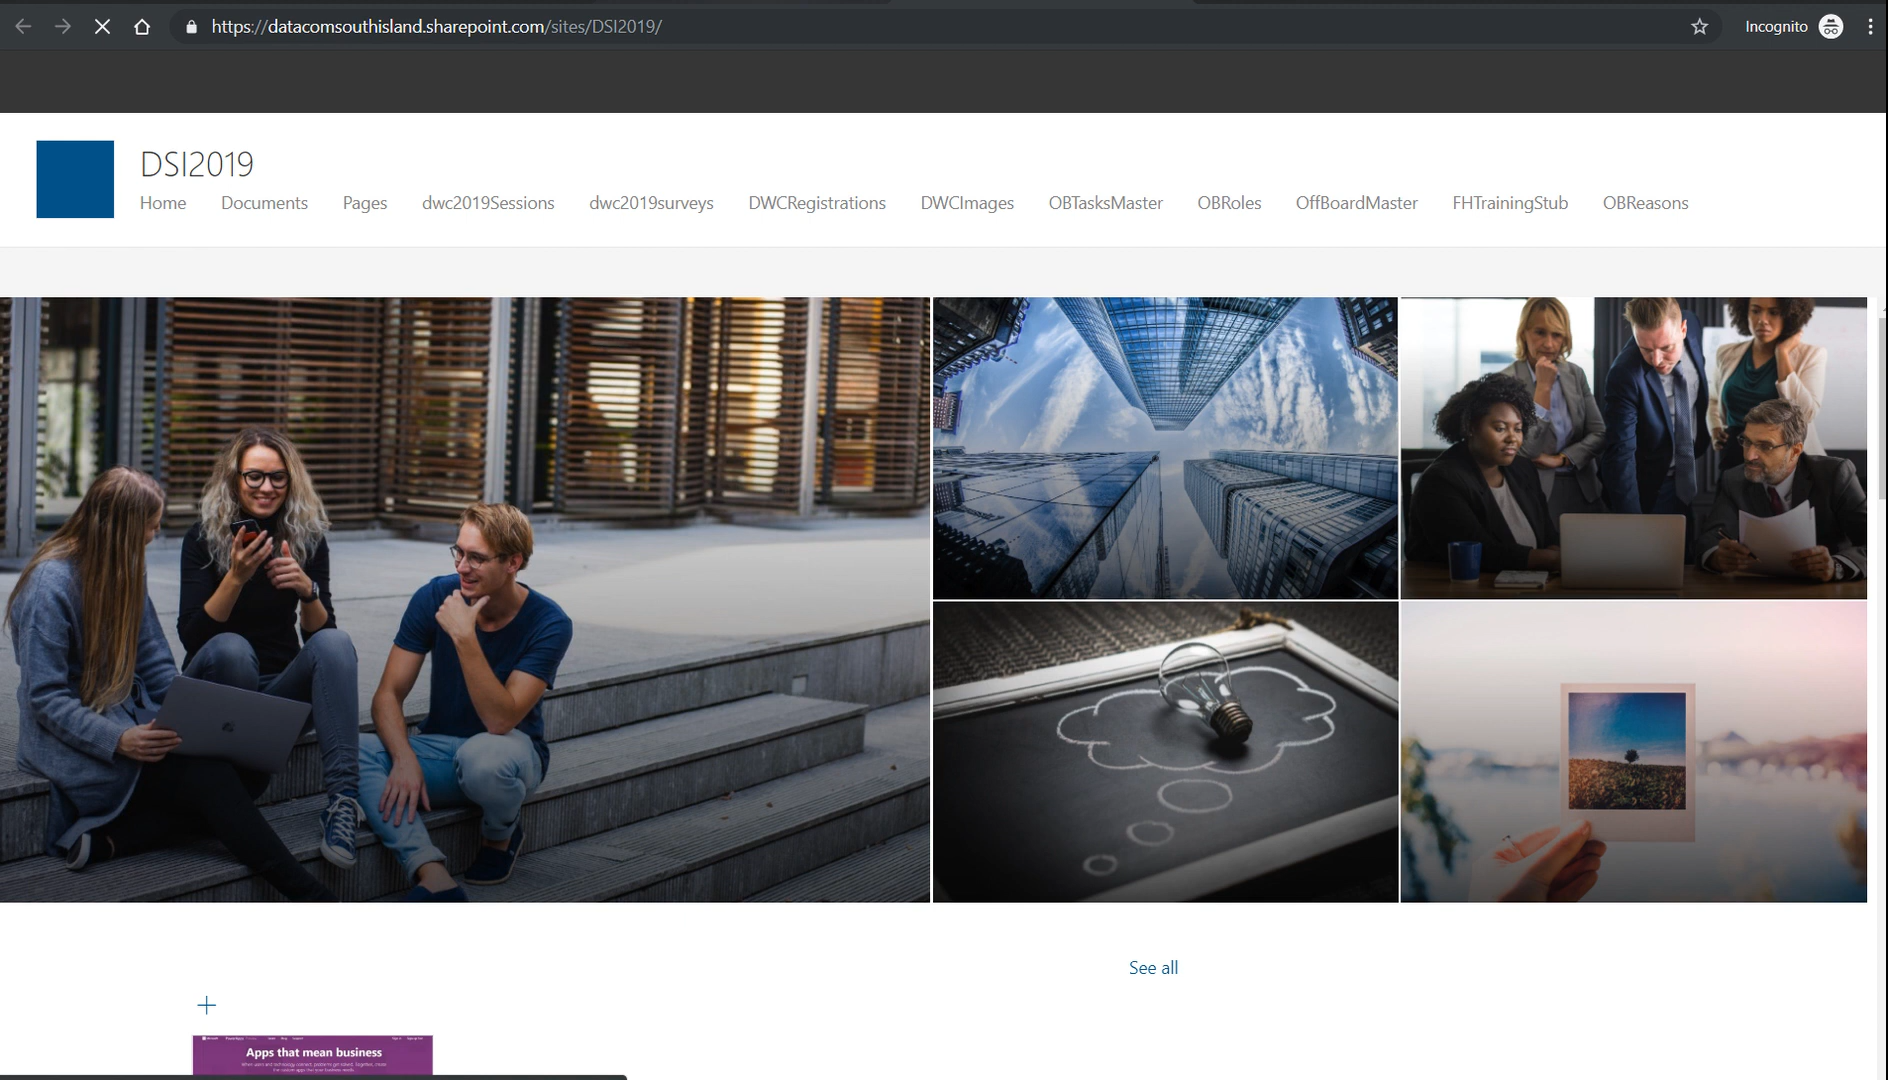 https://datacomsouthisland.sharepoint.com/sites/DSI2019/
Incognito
DSI2019
Home Documents Pages dwc2019Sessions dwc2019surveys DWCRegistrations DWCImages OBTasksMaster OBRoles OffBoardMaster FHTrainingStub OBReasons
See all
Apps that mean business